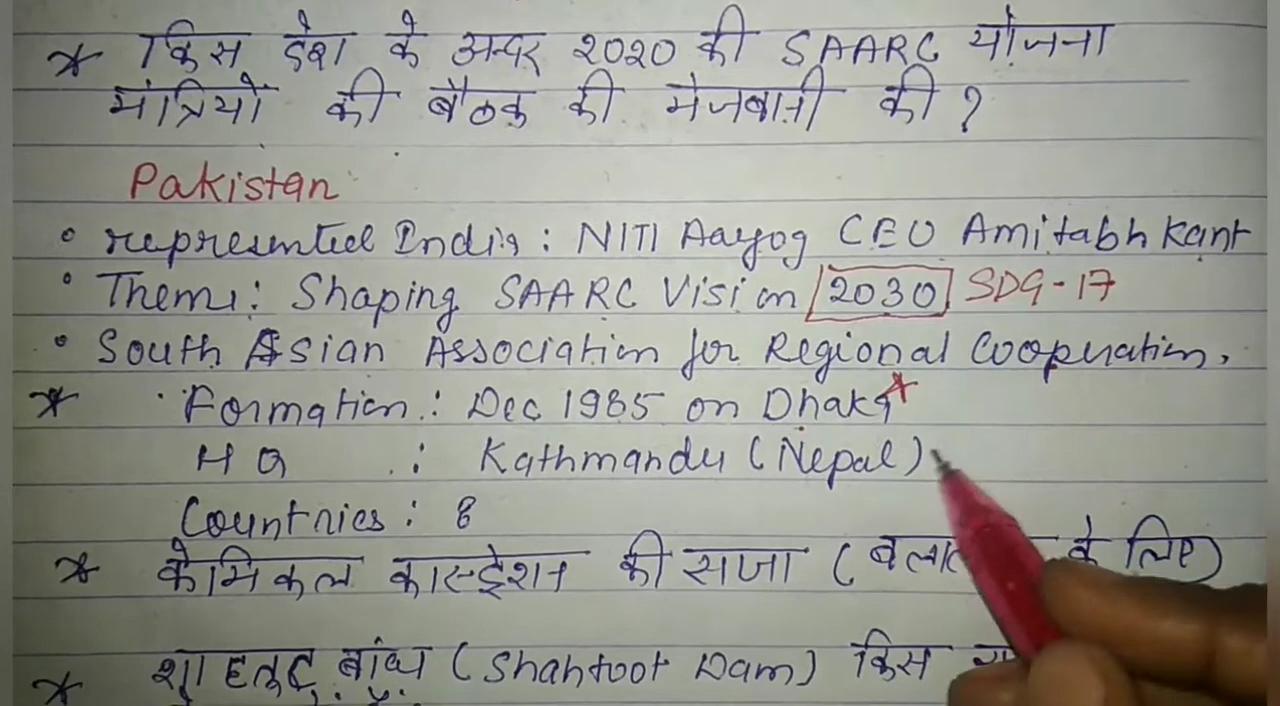 * किस देश के अन्दर 2020 की SAARC योजना
मंत्रियों की बैठक की मेजबानी की ?
Pakistan
• represented India : NITI Aayog CEO Amitabh Kant
• Theme : Shaping SAARC Vision 2030 SDG-17
• South Asian Association for Regional Cooperation,
* Formation : Dec 1985 on Dhaka *
HQ : Kathmandu (Nepal)
Countries : 8
* कैमिकल कास्ट्रेशन की सजा ( के लिए)
* शाहतूट बांध (Shahtoot Dam) किस